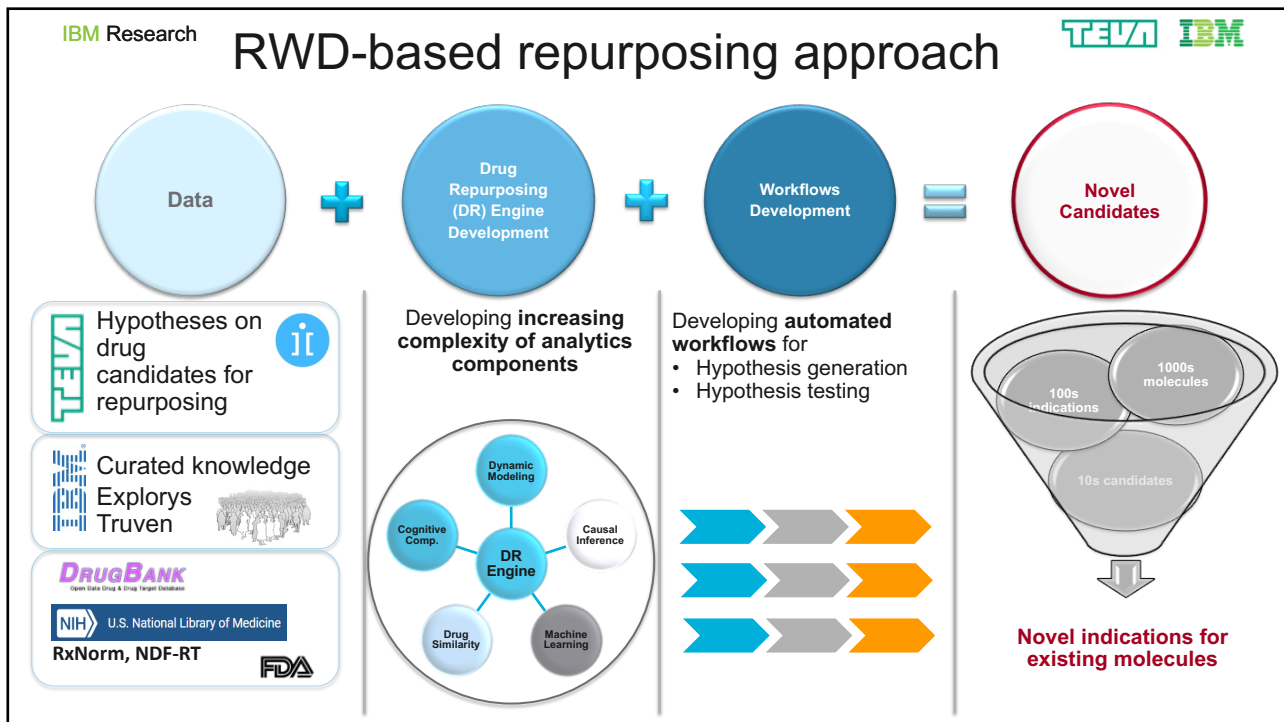 IBM Research
RWD-based repurposing approach
TEVA IBM
Data
Drug
Repurposing
(DR) Engine
Development
Workflows
Development
Novel
Candidates
TEVA
Hypotheses on
drug
candidates for
repurposing
IBM
Curated knowledge
Explorys
Truven
DRUGBANK
Open Data Drug & Drug Target Database
NIH U.S. National Library of Medicine
RxNorm, NDF-RT
FDA
Developing increasing
complexity of analytics
components
Dynamic
Modeling
Cognitive
Comp.
Causal
Inference
DR
Engine
Drug
Similarity
Machine
Learning
Developing automated
workflows for
• Hypothesis generation
• Hypothesis testing
1000s
molecules
100s
indications
10s candidates
Novel indications for
existing molecules